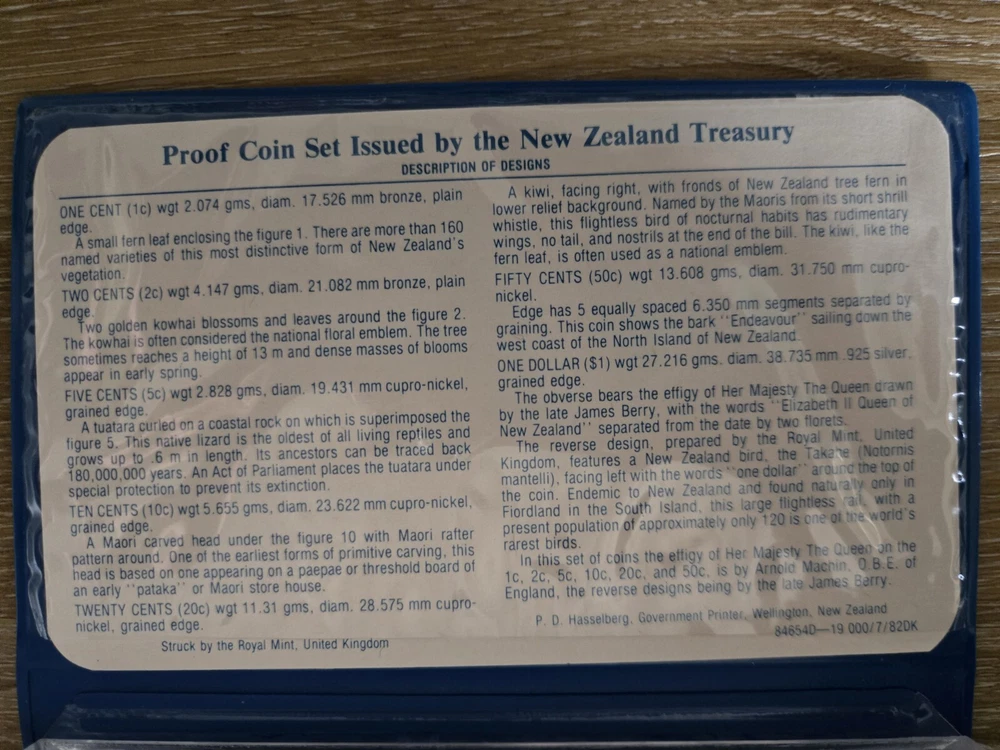 Proof Coin Set Issued by the New Zealand Treasury
DESCRIPTION OF DESIGNS
ONE CENT (1c) wgt 2.074 gms, diam. 17.526 mm bronze, plain
edge.
A small fern leaf enclosing the figure 1. There are more than 160
named varieties of this most distinctive form of New Zealand's
vegetation.
TWO CENTS (2c) wgt 4.147 gms, diam. 21.082 mm bronze, plain
edge.
Two golden kowhai blossoms and leaves around the figure 2.
The kowhai is often considered the national floral emblem. The tree
sometimes reaches a height of 13 m and dense masses of blooms
appear in early spring.
FIVE CENTS (5c) wgt 2.828 gms, diam. 19.431 mm cupro-nickel,
grained edge.
A tuatara curled on a coastal rock on which is superimposed the
figure 5. This native lizard is the oldest of all living reptiles and
grows up to .6 m in length. Its ancestors can be traced back
180,000,000 years. An Act of Parliament places the tuatara under
special protection to prevent its extinction.
TEN CENTS (10c) wgt 5.655 gms, diam. 23.622 mm cupro-nickel,
grained edge.
A Maori carved head under the figure 10 with Maori rafter
pattern around. One of the earliest forms of primitive carving, this
head is based on one appearing on a paepae or threshold board of
an early "pataka" or Maori store house.
TWENTY CENTS (20c) wgt 11.31 gms, diam. 28.575 mm cupro-
nickel, grained edge.
Struck by the Royal Mint, United Kingdom
A kiwi, facing right, with fronds of New Zealand tree fern in
lower relief background. Named by the Maoris from its short shrill
whistle, this flightless bird of nocturnal habits has rudimentary
wings, no tail, and nostrils at the end of the bill. The kiwi, like the
fern leaf, is often used as a national emblem.
FIFTY CENTS (50c) wgt 13.608 gms, diam. 31.750 mm cupro-
nickel.
Edge has 5 equally spaced 6.350 mm segments separated by
graining. This coin shows the bark "Endeavour" sailing down the
west coast of the North Island of New Zealand.
ONE DOLLAR ($1) wgt 27.216 gms. diam. 38.735 mm .925 silver,
grained edge.
The obverse bears the effigy of Her Majesty The Queen drawn
by the late James Berry, with the words "Elizabeth II Queen of
New Zealand" separated from the date by two florets.
The reverse design, prepared by the Royal Mint, United
Kingdom, features a New Zealand bird, the Takahe (Notornis
mantelli), facing left with the words "one dollar" around the top of
the coin. Endemic to New Zealand and found naturally only in
Fiordland in the South Island, this large flightless rail, with a
present population of approximately only 120 is one of the world's
rarest birds.
In this set of coins the effigy of Her Majesty The Queen on the
1c, 2c, 5c, 10c, 20c, and 50c, is by Arnold Machin, O.B.E. of
England, the reverse designs being by the late James Berry.
P. D. Hasselberg, Government Printer, Wellington, New Zealand
84654D—19 000/7/82DK